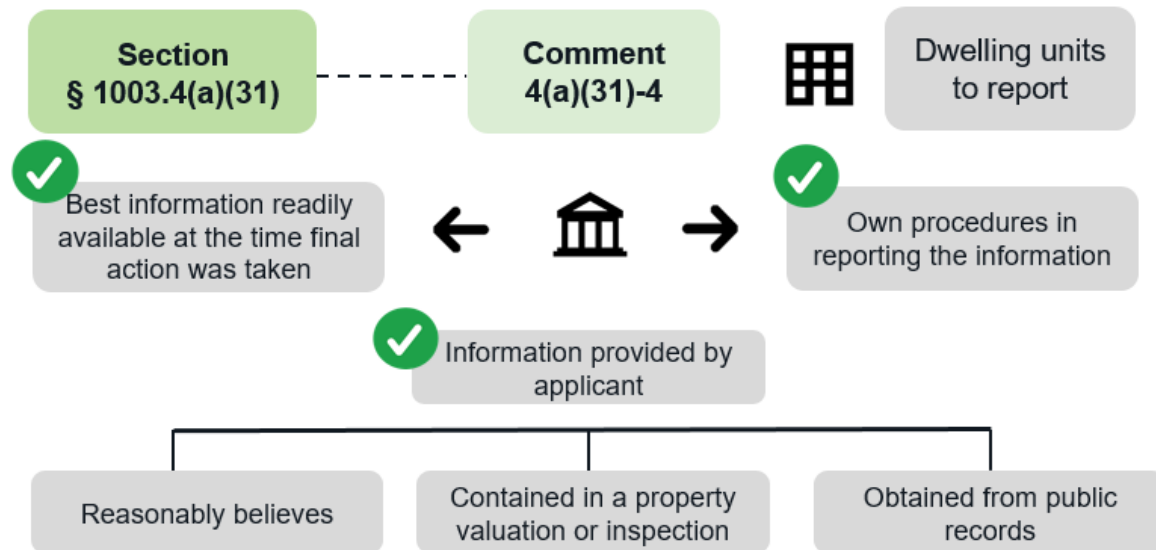 Section
§ 1003.4(a)(31)
Comment
4(a)(31)-4
Dwelling units
to report
Best information readily
available at the time final
action was taken
Own procedures in
reporting the information
Information provided by
applicant
Reasonably believes
Contained in a property
valuation or inspection
Obtained from public
records